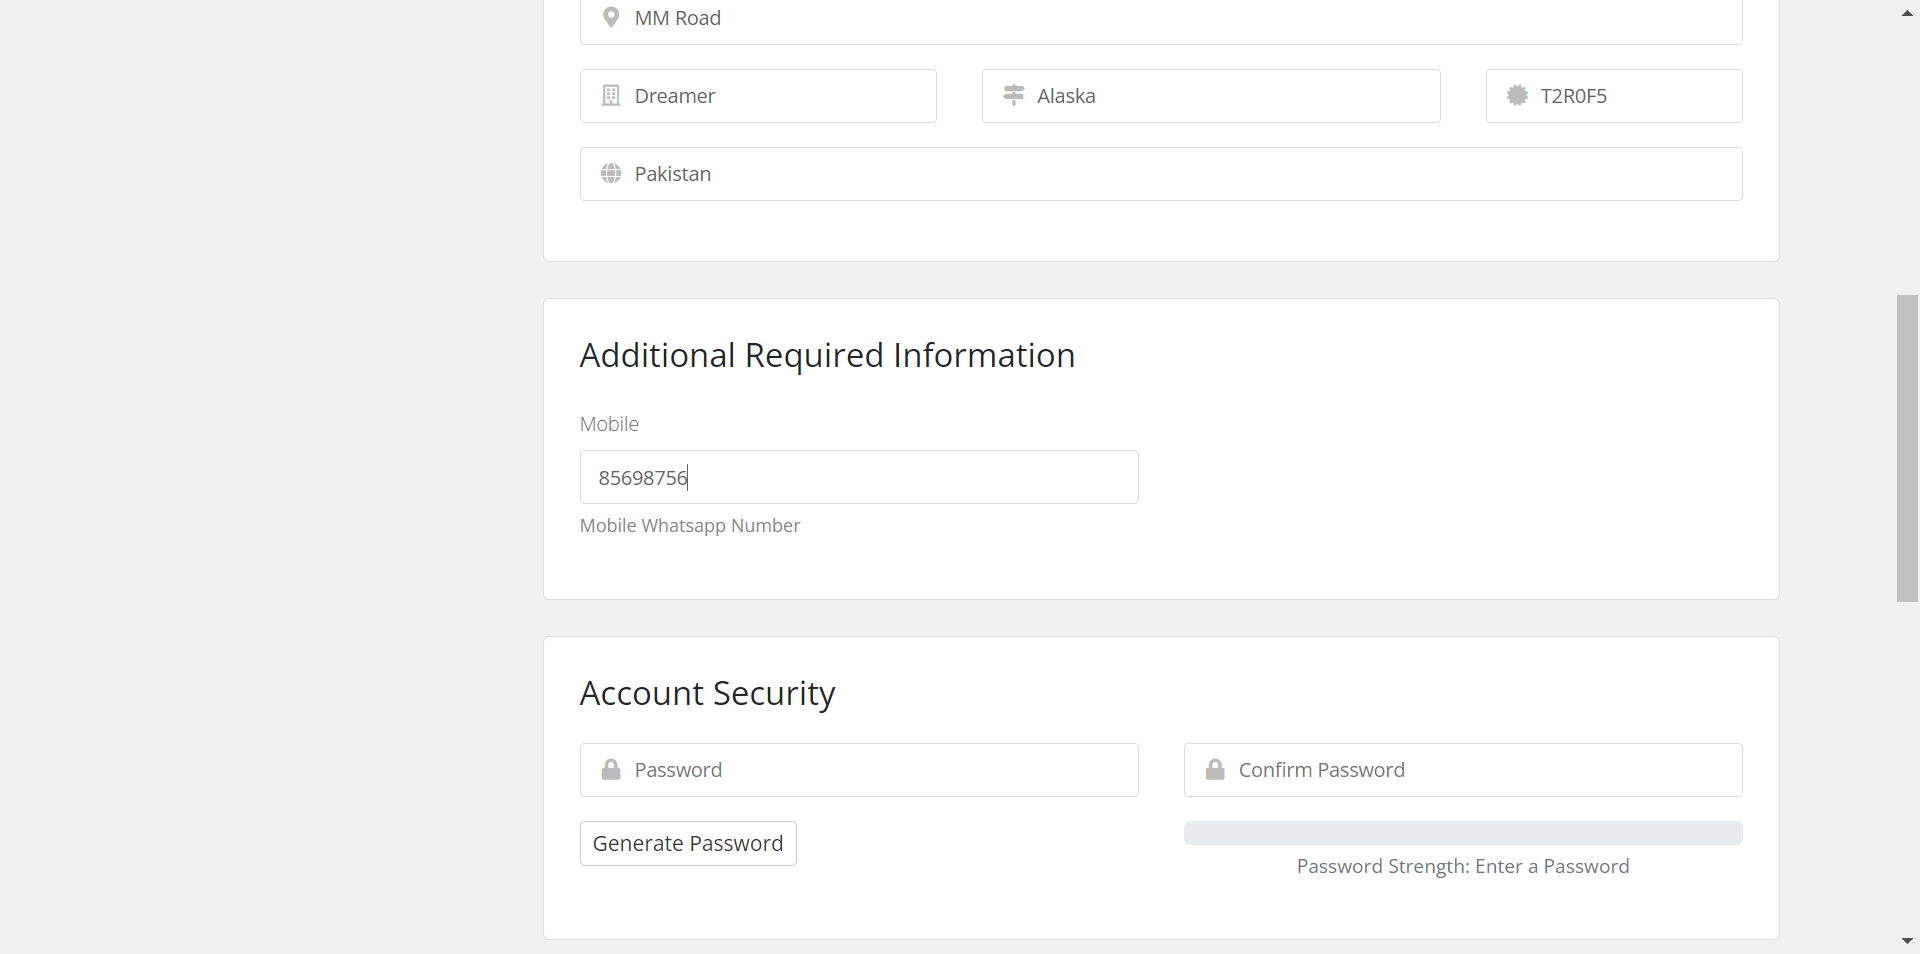 MM Road
Dreamer
Alaska
T2R0F5
Pakistan
Additional Required Information
Mobile
85698756
Mobile Whatsapp Number
Account Security
Password
Confirm Password
Generate Password
Password Strength: Enter a Password